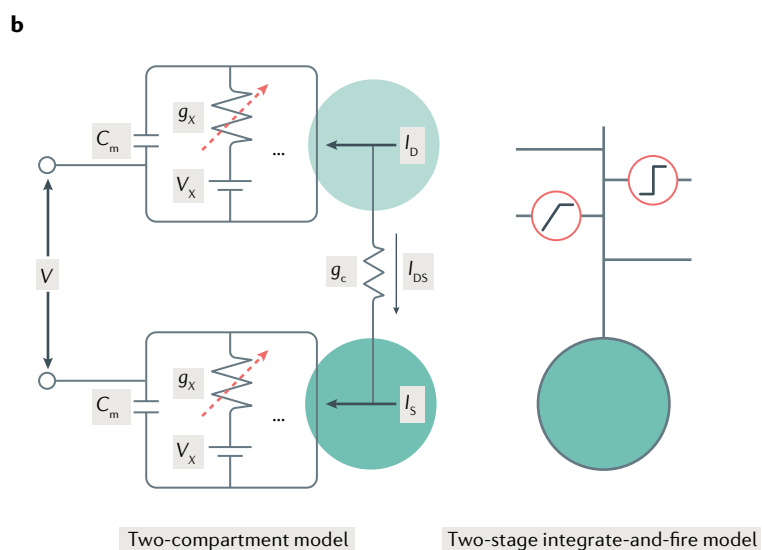 b
g_X
C_m
V_X
...
I_D
V
g_c
I_DS
g_X
C_m
V_X
...
I_S
Two-compartment model
Two-stage integrate-and-fire model